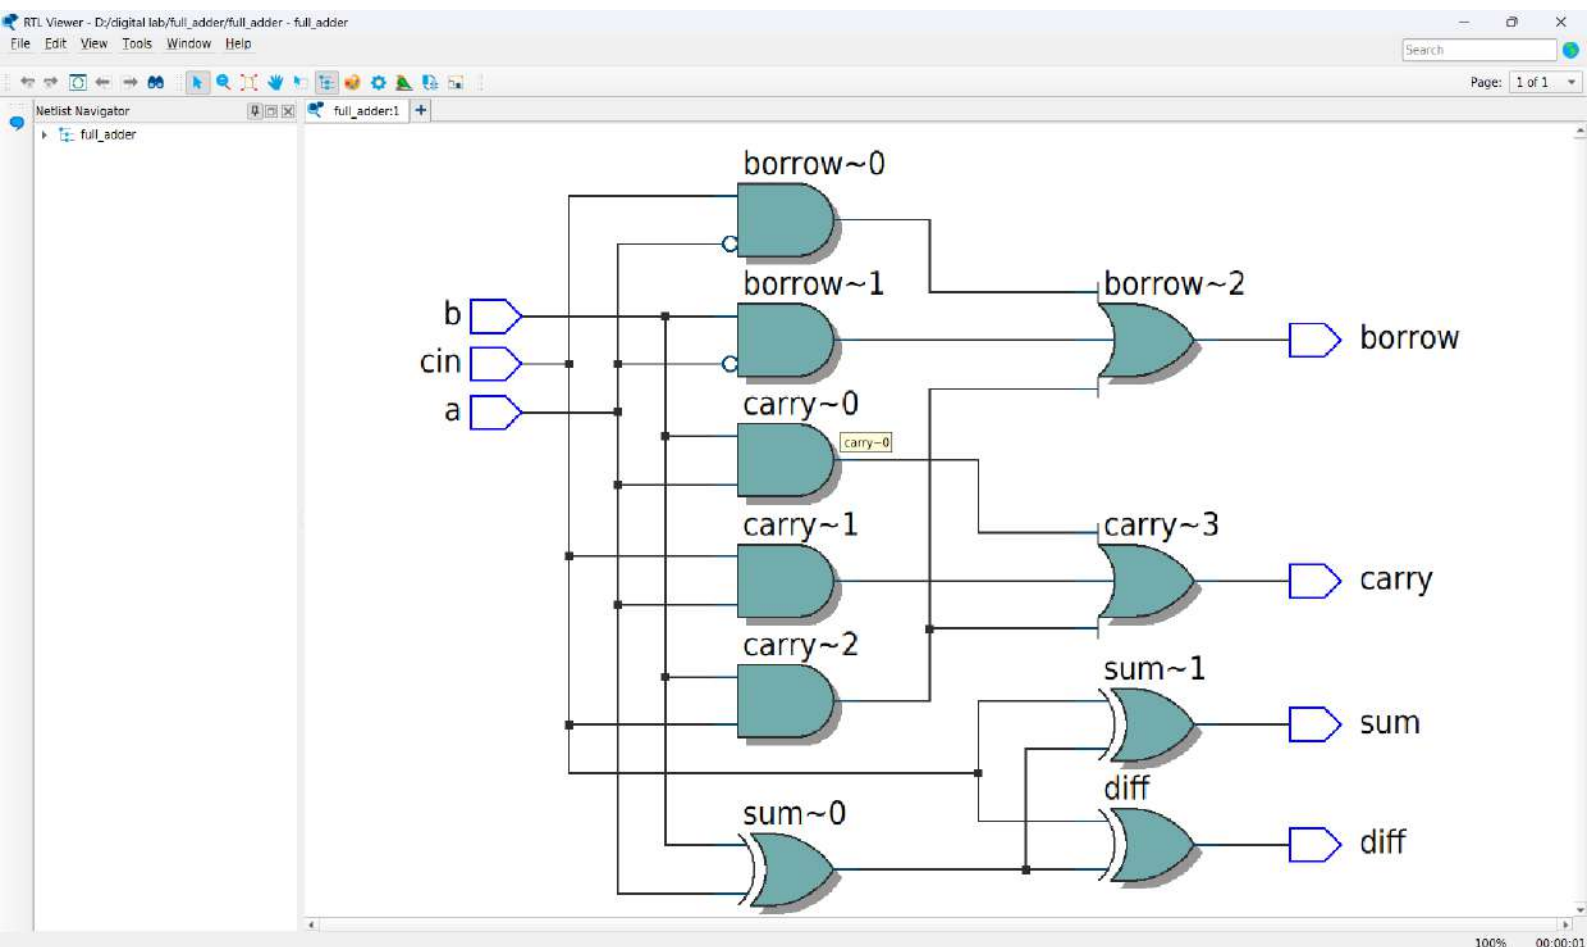 RTL Viewer - D:/digital lab/full_adder/full_adder - full_adder
File Edit View Tools Window Help
Search
Page: 1 of 1
Netlist Navigator
full_adder:1
full_adder
borrow~0
borrow~1
borrow~2
b
borrow
cin
a
carry~0
carry~0
carry~1
carry~3
carry
carry~2
sum~1
sum
diff
sum~0
diff
100% 00:00:01